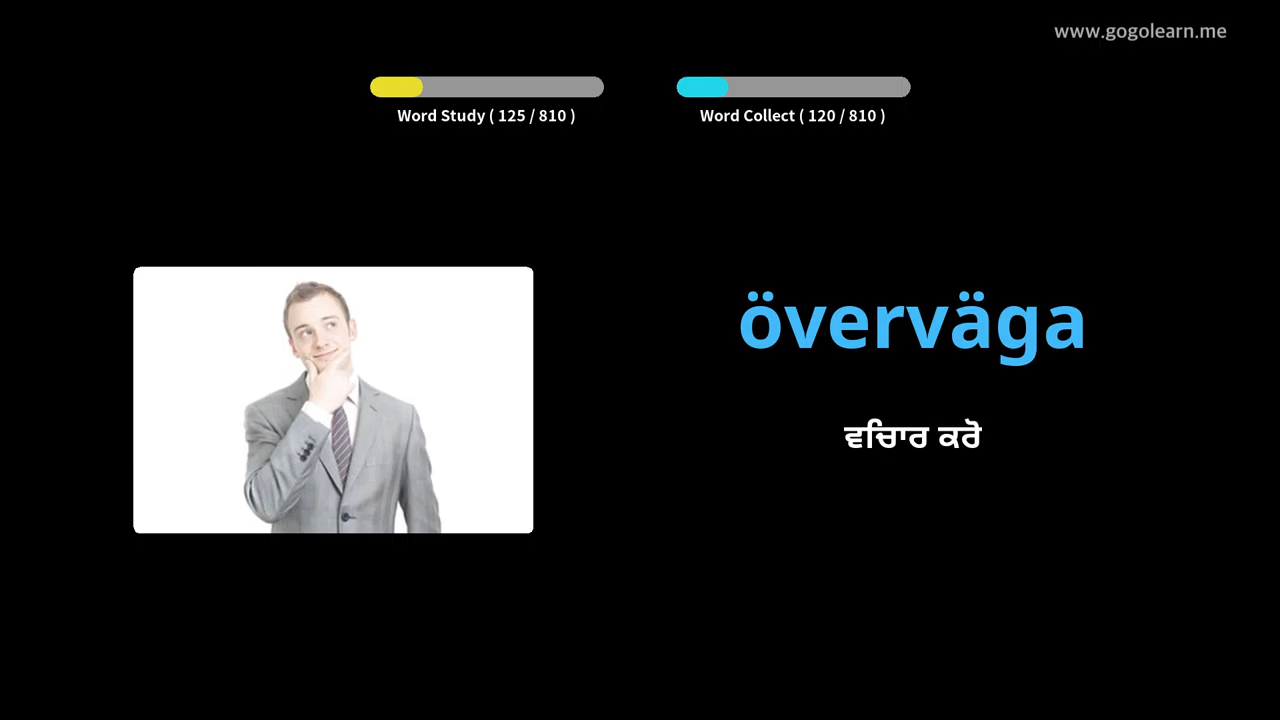 www.gogolearn.me
Word Study ( 125 / 810 )
Word Collect ( 120 / 810 )
överväga
ਵਿਚਾਰ ਕਰੋ